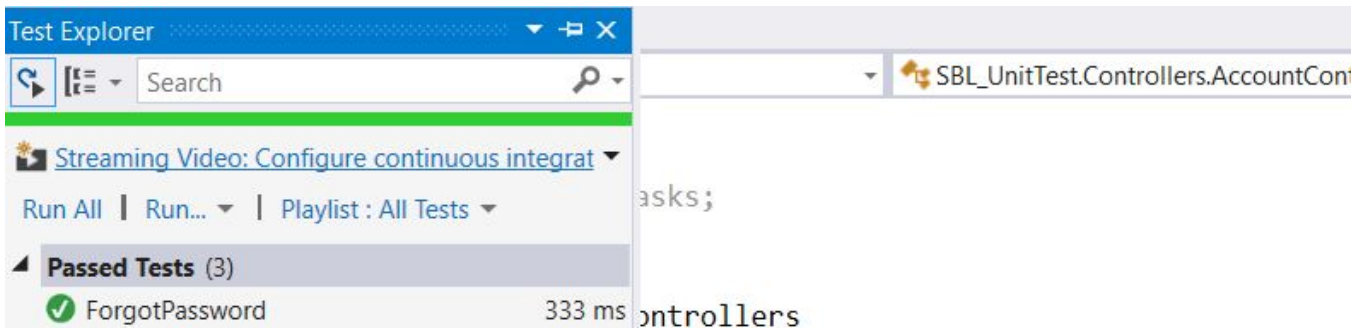 Test Explorer
Search
SBL_UnitTest.Controllers.AccountCont
Streaming Video: Configure continuous integrat
asks;
Run All | Run... | Playlist : All Tests
Passed Tests (3)
ForgotPassword 333 ms
ontrollers